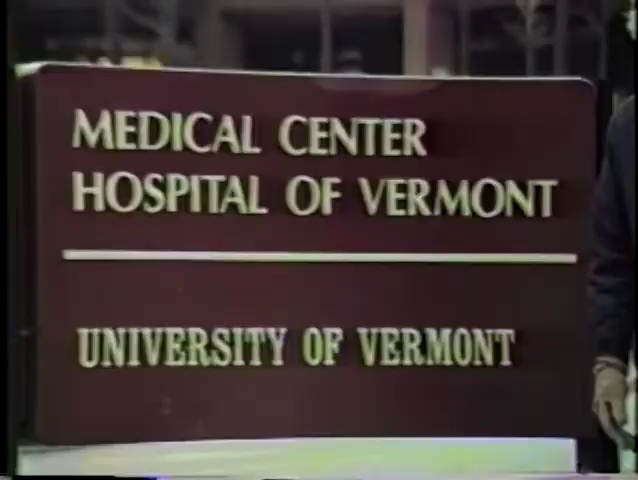 MEDICAL CENTER
HOSPITAL OF VERMONT
UNIVERSITY OF VERMONT